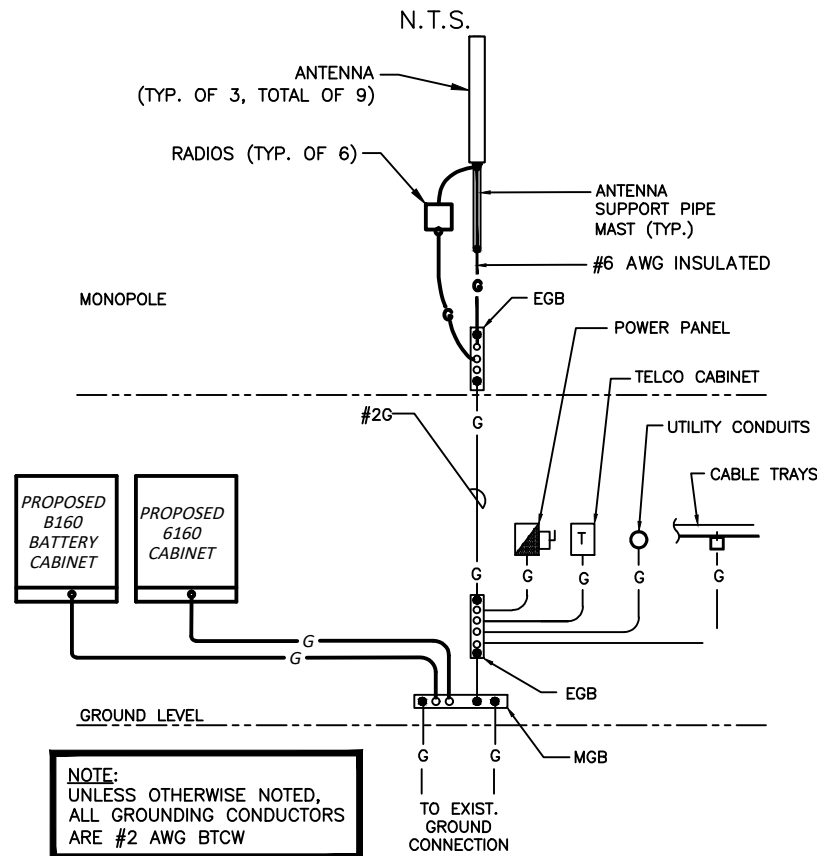 N.T.S.
ANTENNA
(TYP. OF 3, TOTAL OF 9)
RADIOS (TYP. OF 6)
ANTENNA
SUPPORT PIPE
MAST (TYP.)
#6 AWG INSULATED
G
G
MONOPOLE
EGB
POWER PANEL
TELCO CABINET
#2G
G
UTILITY CONDUITS
CABLE TRAYS
PROPOSED
B160
BATTERY
CABINET
PROPOSED
6160
CABINET
T
G
G
G
G
G
G
G
EGB
GROUND LEVEL
MGB
G
G
TO EXIST.
GROUND
CONNECTION
NOTE:
UNLESS OTHERWISE NOTED,
ALL GROUNDING CONDUCTORS
ARE #2 AWG BTCW